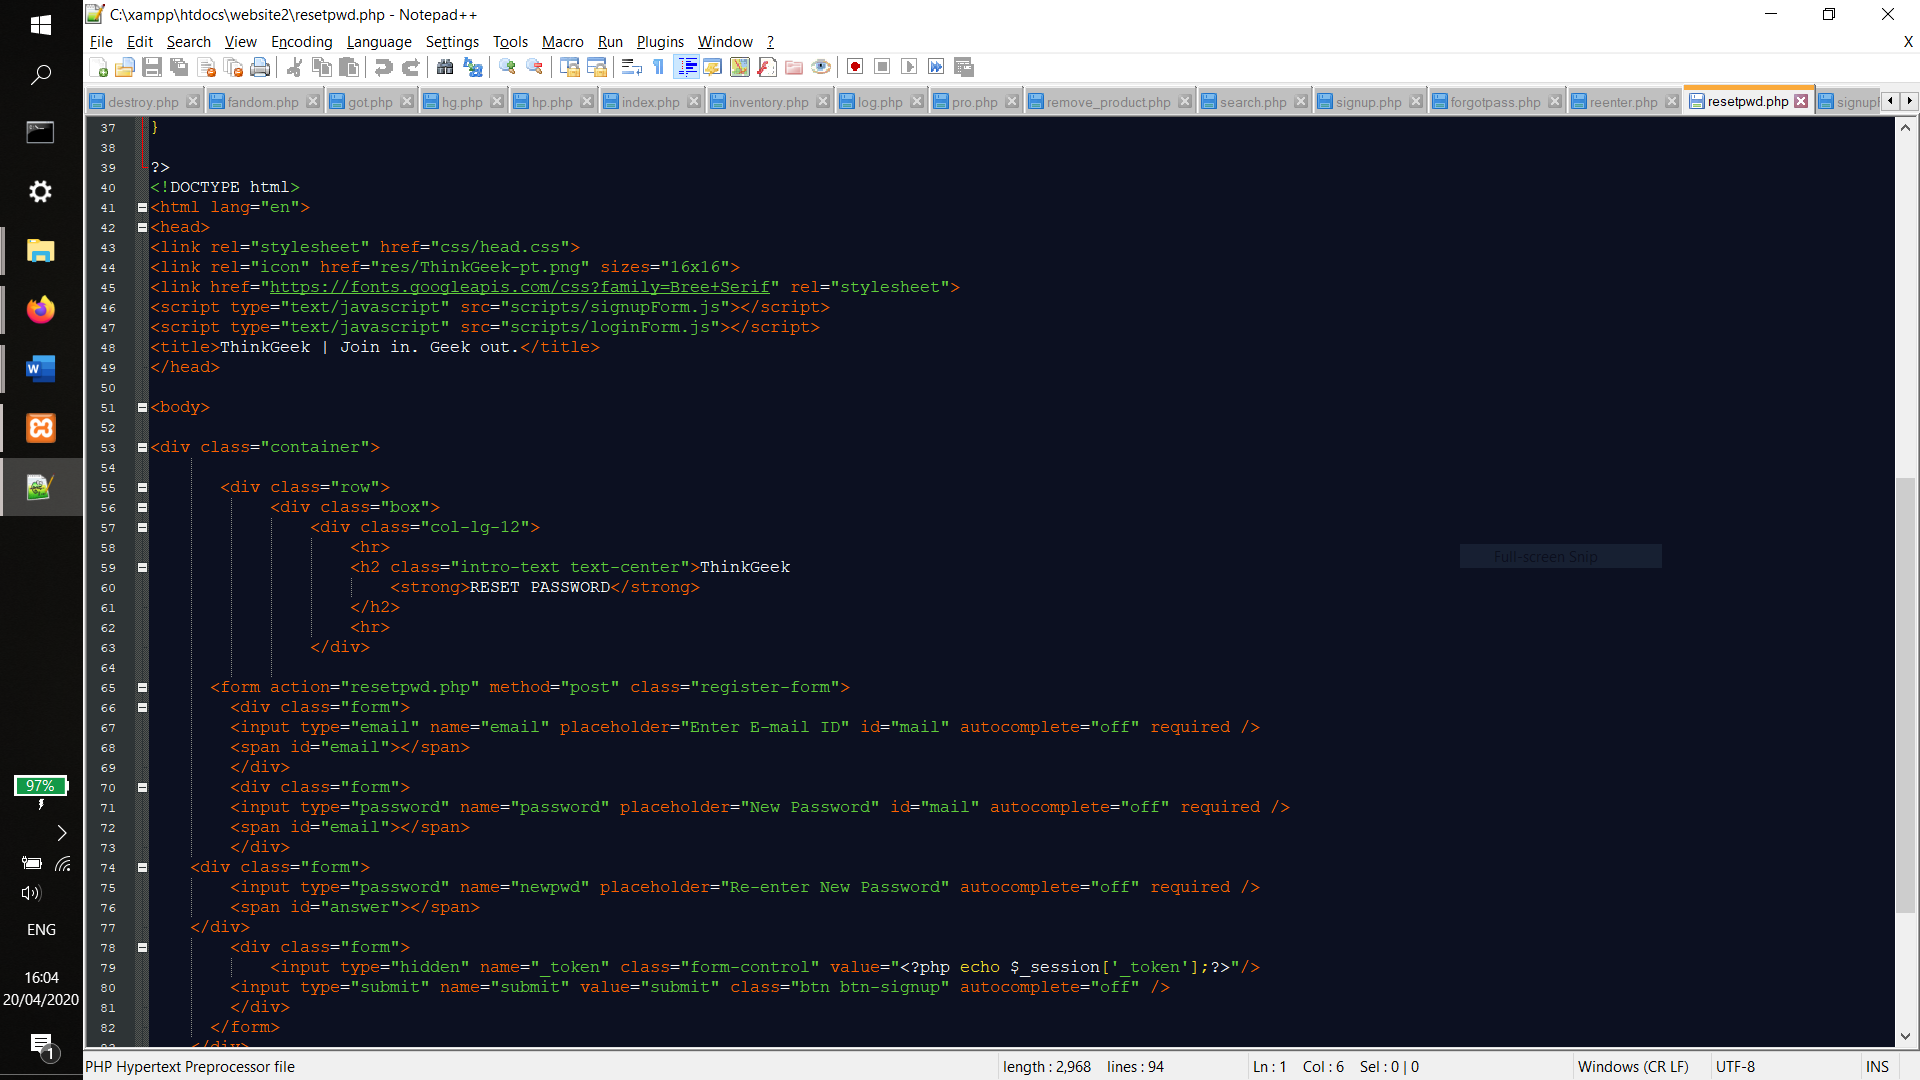 C:\xampp\htdocs\website2\resetpwd.php - Notepad++
File Edit Search View Encoding Language Settings Tools Macro Run Plugins Window ? X
destroy.php fandom.php got.php hg.php hp.php index.php inventory.php log.php pro.php remove_product.php search.php signup.php forgotpass.php reenter.php resetpwd.php
37 }
38
39 ?>
40 <!DOCTYPE html>
41 <html lang="en">
42 <head>
43 <link rel="stylesheet" href="css/head.css">
44 <link rel="icon" href="res/ThinkGeek-pt.png" sizes="16x16">
45 <link href="https://fonts.googleapis.com/css?family=Bree+Serif" rel="stylesheet">
46 <script type="text/javascript" src="scripts/signupForm.js"></script>
47 <script type="text/javascript" src="scripts/loginForm.js"></script>
48 <title>ThinkGeek | Join in. Geek out.</title>
49 </head>
50
51 <body>
52
53 <div class="container">
54
55 <div class="row">
56 <div class="box">
57 <div class="col-lg-12">
58 <hr>
Full-screen Snip
59 <h2 class="intro-text text-center">ThinkGeek
60 <strong>RESET PASSWORD</strong>
61 </h2>
62 <hr>
63 </div>
64
65 <form action="resetpwd.php" method="post" class="register-form">
66 <div class="form">
67 <input type="email" name="email" placeholder="Enter E-mail ID" id="mail" autocomplete="off" required />
68 <span id="email"></span>
69 </div>
70 <div class="form">
71 <input type="password" name="password" placeholder="New Password" id="mail" autocomplete="off" required />
72 <span id="email"></span>
73 </div>
74 <div class="form">
75 <input type="password" name="newpwd" placeholder="Re-enter New Password" autocomplete="off" required />
76 <span id="answer"></span>
77 </div>
78 <div class="form">
79 <input type="hidden" name="_token" class="form-control" value="<?php echo $_session['_token'];?>"/>
80 <input type="submit" name="submit" value="submit" class="btn btn-signup" autocomplete="off" />
81 </div>
82 </form>
97%
ENG
16:04
20/04/2020
1
PHP Hypertext Preprocessor file length : 2,968 lines : 94 Ln : 1 Col : 6 Sel : 0 | 0 Windows (CR LF) UTF-8 INS